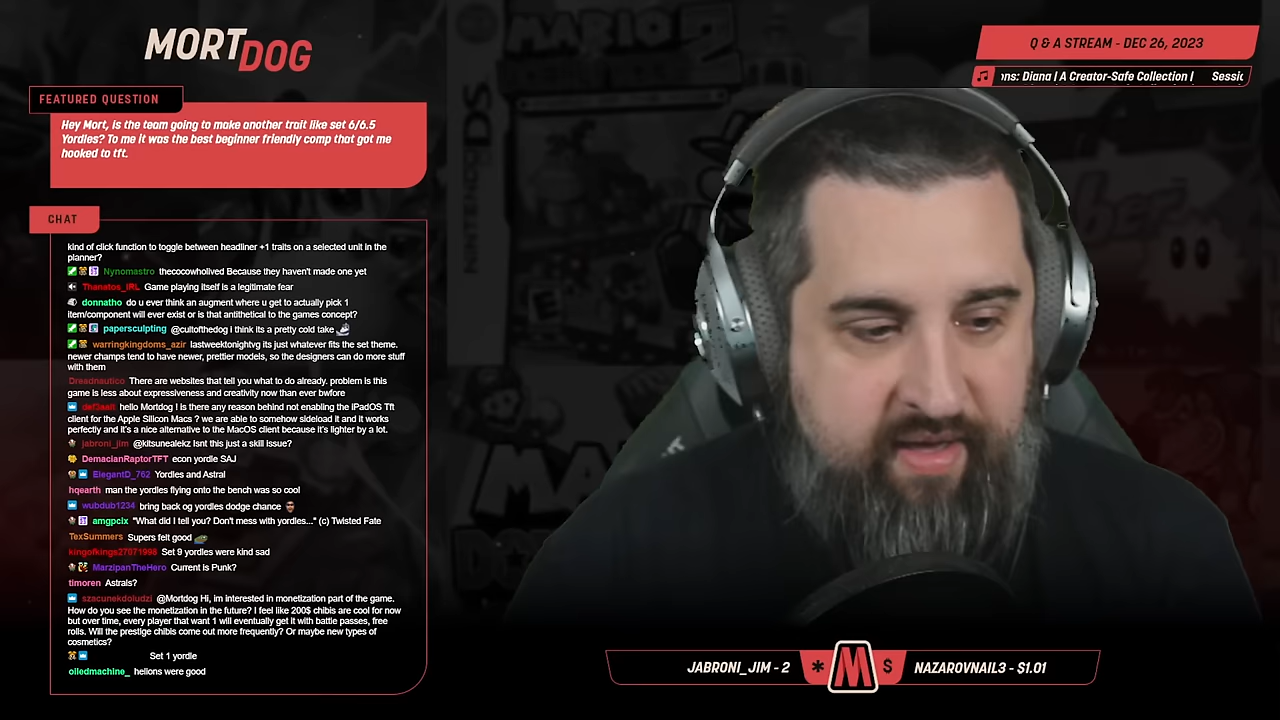 MORTDOG
Q & A STREAM - DEC 26, 2023
ns: Diana | A Creator-Safe Collection | Sessi
FEATURED QUESTION
Hey Mort, is the team going to make another trait like set 6/6.5
Yordles? To me it was the best beginner friendly comp that got me
hooked to tft.
CHAT
kind of click function to toggle between headliner +1 traits on a selected unit in the
planner?
Nynomastro thecocowholived Because they haven't made one yet
Thanatos_IRL Game playing itself is a legitimate fear
donnatho do u ever think an augment where u get to actually pick 1
item/component will ever exist or is that antithetical to the games concept?
papersculpting @cultofthedog i think its a pretty cold take
warringkingdoms_azir lastweektonightvg its just whatever fits the set theme.
newer champs tend to have newer, prettier models, so the designers can do more stuff
with them
Dreadnautico There are websites that tell you what to do already. problem is this
game is less about expressiveness and creativity now than ever bwfore
hello Mortdog ! is there any reason behind not enabling the iPadOS Tft
client for the Apple Silicon Macs ? we are able to somehow sideload it and it works
perfectly and it's a nice alternative to the MacOS client because it's lighter by a lot.
jabroni_jim @kitsunealekz Isnt this just a skill issue?
DemacianRaptorTFT econ yordle SAJ
ElegantD_762 Yordles and Astral
hqearth man the yordles flying onto the bench was so cool
wubdub1234 bring back og yordles dodge chance
amgpcix "What did I tell you? Don't mess with yordles..." (c) Twisted Fate
TexSummers Supers felt good
kingofkings27071998 Set 9 yordles were kind sad
MarzipanTheHero Current is Punk?
timoren Astrals?
szacunekdoludzi @Mortdog Hi, im interested in monetization part of the game.
How do you see the monetization in the future? I feel like 200$ chibis are cool for now
but over time, every player that want 1 will eventually get it with battle passes, free
rolls. Will the prestige chibis come out more frequently? Or maybe new types of
cosmetics?
Set 1 yordle
oiledmachine_ helions were good
NINTENDO DS
MARIO
JABRONI_JIM - 2
* M $
NAZAROVNAIL3 - $1.01